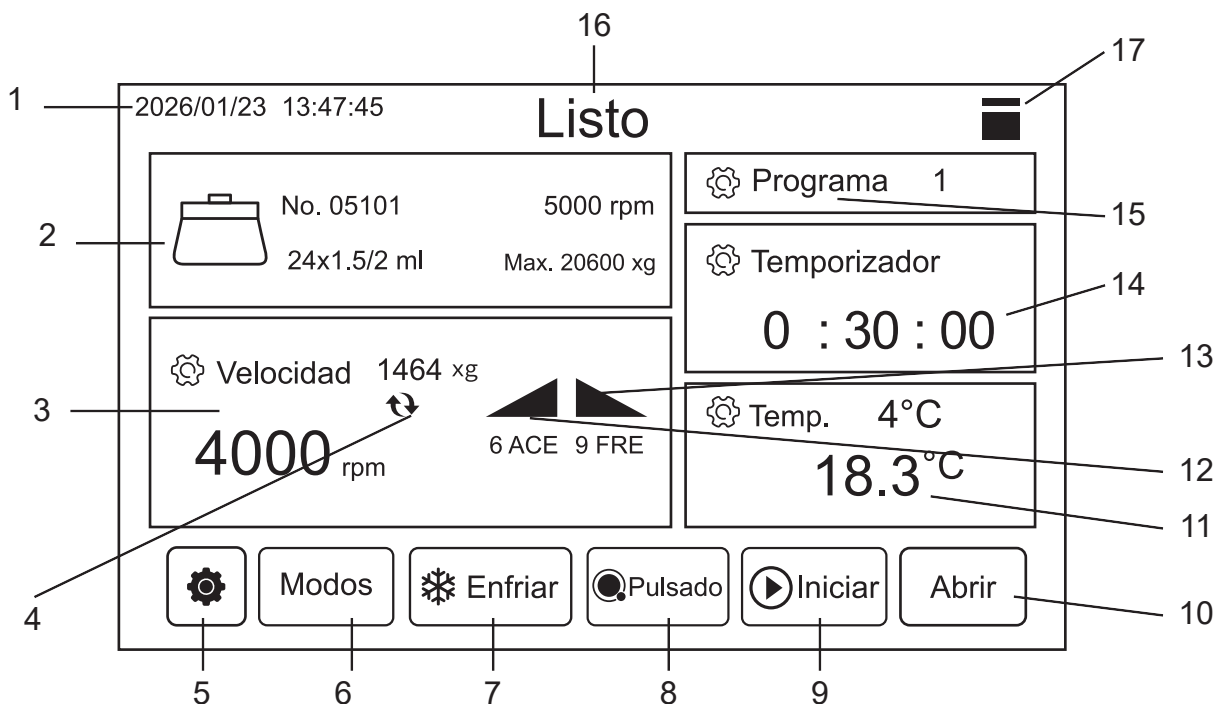 16
17
1
2026/01/23 13:47:45
Listo
2
No. 05101
5000 rpm
24x1.5/2 ml
Max. 20600 xg
Programa 1
15
Temporizador
0 : 30 : 00
14
3
Velocidad 1464 xg
4000 rpm
6 ACE 9 FRE
13
Temp. 4°C
18.3°C
12
11
4
Modos
Enfriar
Pulsado
Iniciar
Abrir
10
5
6
7
8
9